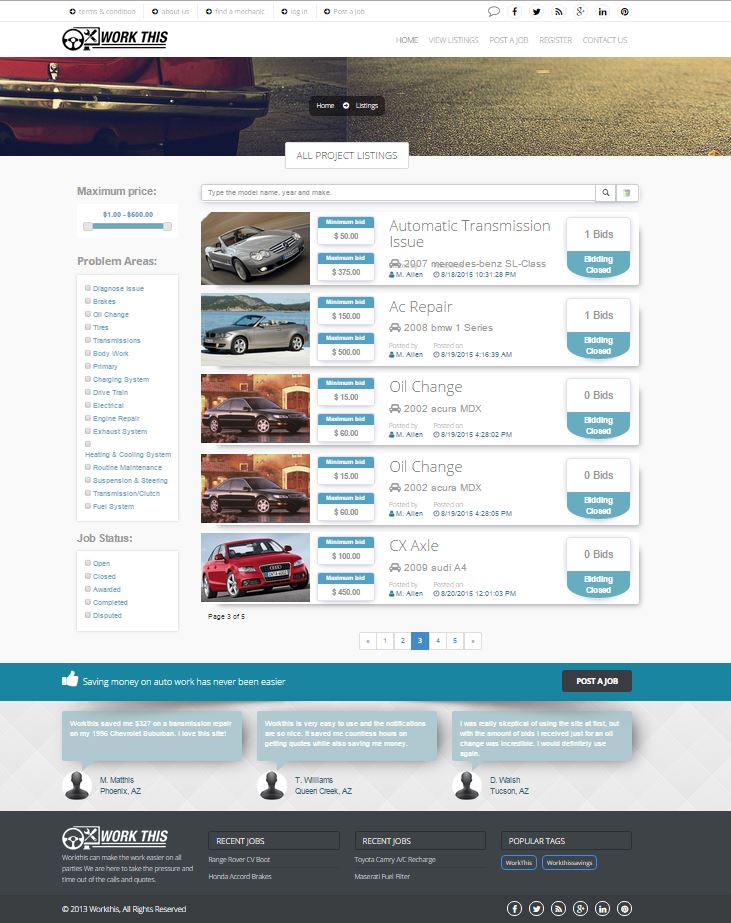 terms & condition
about us
find a mechanic
log in
Post a job
WORK THIS
HOME
VIEW LISTINGS
POST A JOB
REGISTER
CONTACT US
Home
Listings
ALL PROJECT LISTINGS
Maximum price:
$1.00 - $600.00
Problem Areas:
Diagnose Issue
Brakes
Oil Change
Tires
Transmissions
Body Work
Primary
Charging System
Drive Train
Electrical
Engine Repair
Exhaust System
Heating & Cooling System
Routine Maintenance
Suspension & Steering
Transmission/Clutch
Fuel System
Job Status:
Open
Closed
Awarded
Completed
Disputed
Type the model name, year and make.
Minimum bid
$ 50.00
Maximum bid
$ 375.00
Automatic Transmission
Issue
2007 mercedes-benz SL-Class
M. Allen
8/18/2015 10:31:28 PM
1 Bids
Bidding
Closed
Minimum bid
$ 150.00
Maximum bid
$ 500.00
Ac Repair
2008 bmw 1 Series
Posted by
Posted on
M. Allen
8/19/2015 4:16:39 AM
1 Bids
Bidding
Closed
Minimum bid
$ 15.00
Maximum bid
$ 60.00
Oil Change
2002 acura MDX
Posted by
Posted on
M. Allen
8/19/2015 4:28:02 PM
0 Bids
Bidding
Closed
Minimum bid
$ 15.00
Maximum bid
$ 60.00
Oil Change
2002 acura MDX
Posted by
Posted on
M. Allen
8/19/2015 4:28:05 PM
0 Bids
Bidding
Closed
Minimum bid
$ 100.00
Maximum bid
$ 450.00
CX Axle
2009 audi A4
Posted by
Posted on
M. Allen
8/20/2015 12:01:03 PM
0 Bids
Bidding
Closed
Page 3 of 5
« 1 2 3 4 5 »
Saving money on auto work has never been easier
POST A JOB
Workthis saved me $327 on a transmission repair
on my 1996 Chevrolet Suburban. I love this site!
M. Matthis
Phoenix, AZ
Workthis is very easy to use and the notifications
are so nice. It saved me countless hours on
getting quotes while also saving me money.
T. Williams
Queen Creek, AZ
I was really skeptical of using the site at first, but
with the amount of bids I received just for an oil
change was incredible. I would definitely use
again.
D. Walsh
Tucson, AZ
WORK THIS
Workthis can make the work easier on all
parties We are here to take the pressure and
time out of the calls and quotes.
RECENT JOBS
Range Rover CV Boot
Honda Accord Brakes
RECENT JOBS
Toyota Camry A/C Recharge
Maserati Fuel Filter
POPULAR TAGS
WorkThis
Workthissavings
© 2013 Workthis, All Rights Reserved